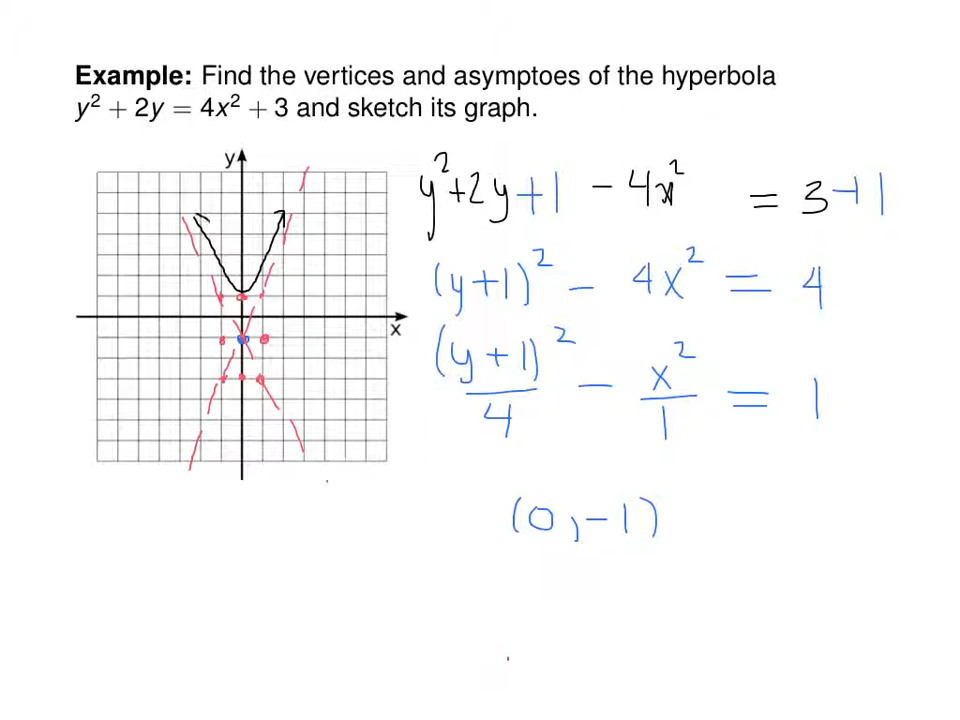 Example: Find the vertices and asymptoes of the hyperbola
y² + 2y = 4x² + 3 and sketch its graph.
y
x
y² + 2y + 1 - 4x² = 3 + 1
(y + 1)² - 4x² = 4
(y + 1)²/4 - x²/1 = 1
(0, -1)